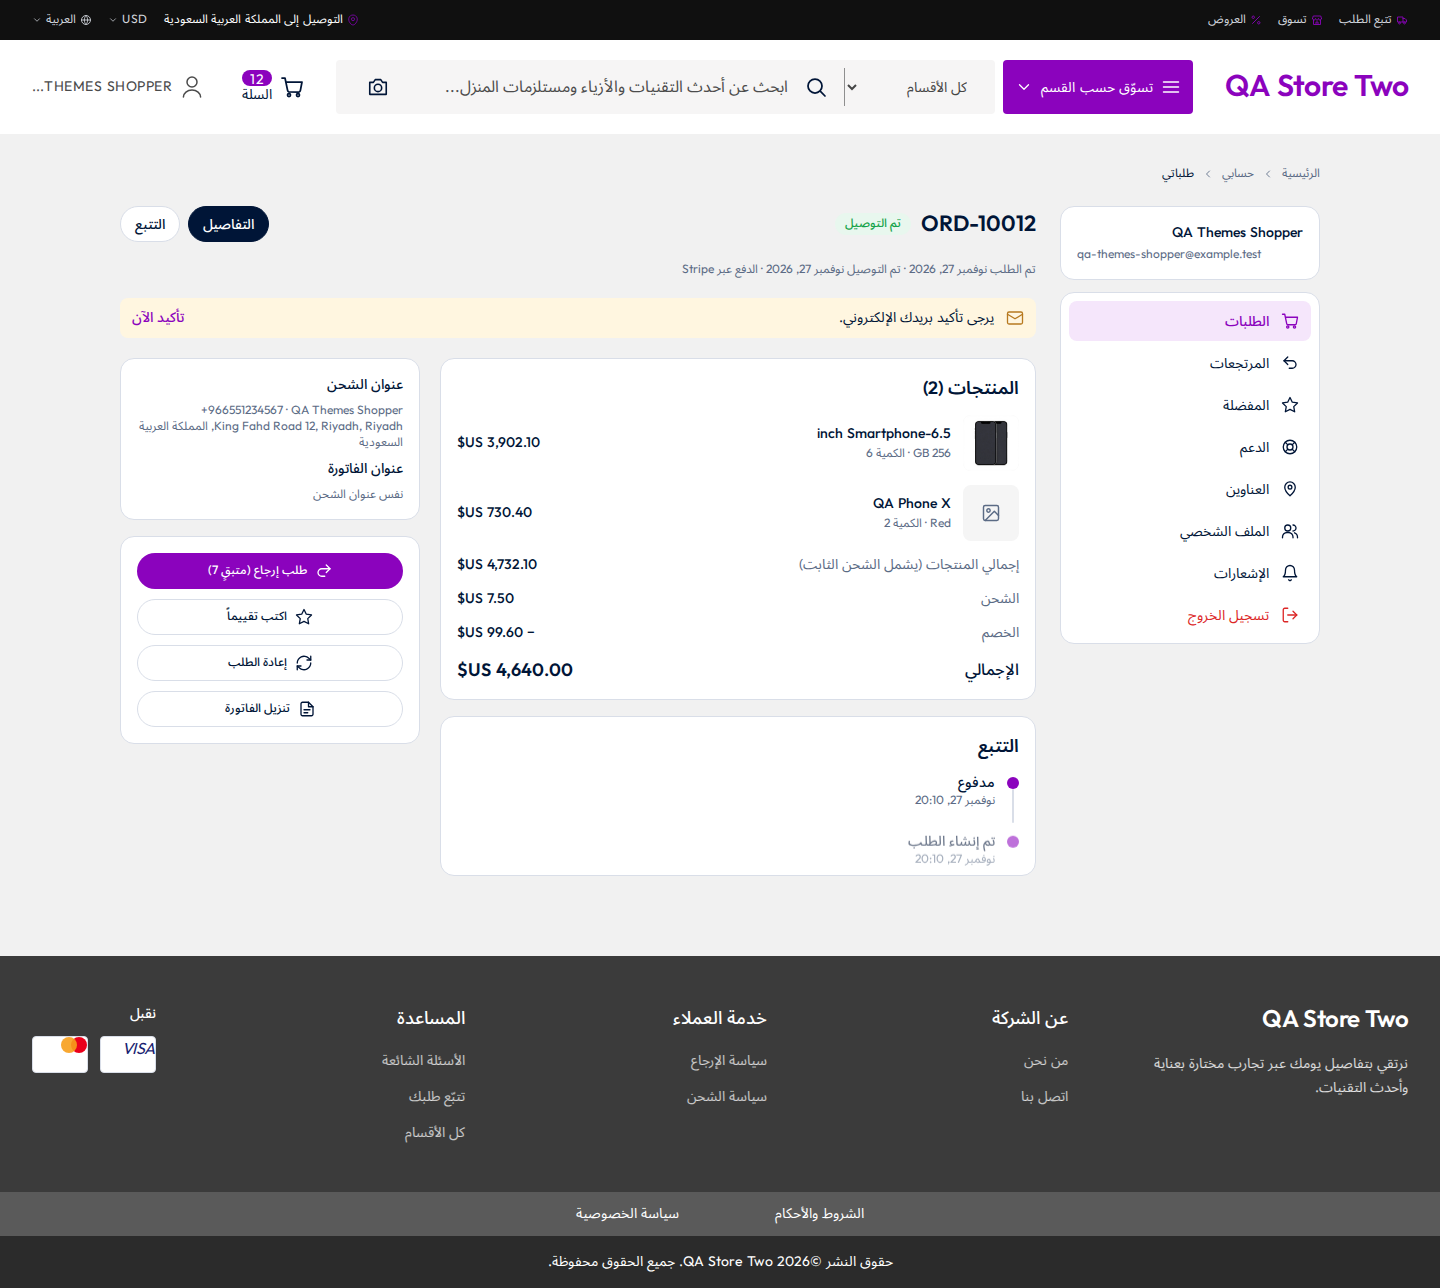 تتبع الطلب
تسوق
العروض
التوصيل إلى المملكة العربية السعودية
USD
العربية
QA Store Two
تسوّق حسب القسم
كل الأقسام
ابحث عن أحدث التقنيات والأزياء ومستلزمات المنزل...
12
السلة
THEMES SHOPPER...
الرئيسية
حسابي
طلباتي
QA Themes Shopper
qa-themes-shopper@example.test
الطلبات
المرتجعات
المفضلة
الدعم
العناوين
الملف الشخصي
الإشعارات
تسجيل الخروج
ORD-10012
تم التوصيل
التفاصيل
التتبع
تم الطلب نوفمبر 27, 2026 · تم التوصيل نوفمبر 27, 2026 · الدفع عبر Stripe
يرجى تأكيد بريدك الإلكتروني.
تأكيد الآن
المنتجات (2)
6.5-inch Smartphone
256 GB · الكمية 6
3,902.10 US$
QA Phone X
Red · الكمية 2
730.40 US$
إجمالي المنتجات (يشمل الشحن الثابت)
4,732.10 US$
الشحن
7.50 US$
الخصم
− 99.60 US$
الإجمالي
4,640.00 US$
التتبع
مدفوع
نوفمبر 27, 20:10
تم إنشاء الطلب
نوفمبر 27, 20:10
عنوان الشحن
QA Themes Shopper · 966551234567+
King Fahd Road 12, Riyadh, Riyadh, المملكة العربية
السعودية
عنوان الفاتورة
نفس عنوان الشحن
طلب إرجاع (متبقٍ 7)
اكتب تقييماً
إعادة الطلب
تنزيل الفاتورة
QA Store Two
نرتقي بتفاصيل يومك عبر تجارب مختارة بعناية
وأحدث التقنيات.
عن الشركة
من نحن
اتصل بنا
خدمة العملاء
سياسة الإرجاع
سياسة الشحن
المساعدة
الأسئلة الشائعة
تتبّع طلبك
كل الأقسام
نقبل
VISA
الشروط والأحكام
سياسة الخصوصية
حقوق النشر ©2026 QA Store Two. جميع الحقوق محفوظة.